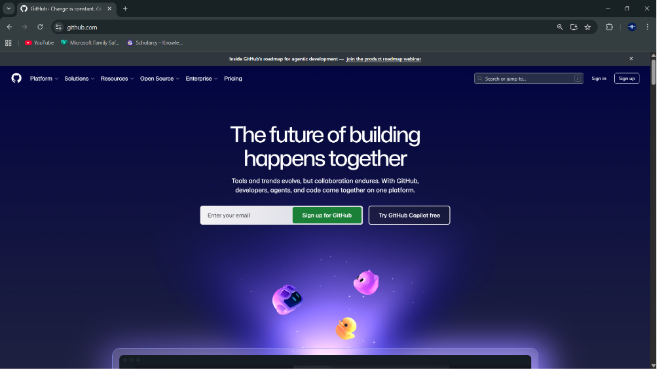 GitHub · Change is constant. Gi
github.com
YouTube
Microsoft Family Saf...
Scholarcy - Knowle...
Inside GitHub's roadmap for agentic development — Join the product roadmap webinar
Platform
Solutions
Resources
Open Source
Enterprise
Pricing
Search or jump to...
/
Sign in
Sign up
The future of building
happens together
Tools and trends evolve, but collaboration endures. With GitHub,
developers, agents, and code come together on one platform.
Enter your email
Sign up for GitHub
Try GitHub Copilot free